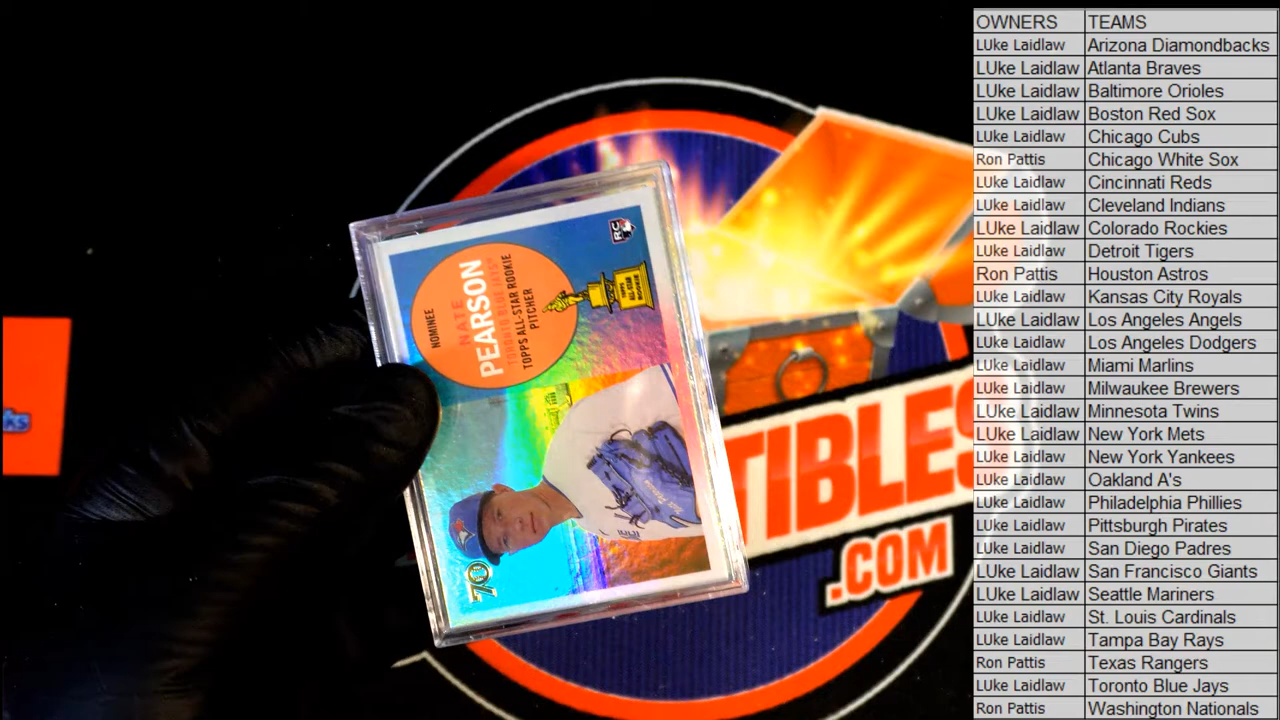 OWNERS TEAMS
LUke Laidlaw Arizona Diamondbacks
LUke Laidlaw Atlanta Braves
LUke Laidlaw Baltimore Orioles
LUke Laidlaw Boston Red Sox
LUke Laidlaw Chicago Cubs
Ron Pattis Chicago White Sox
LUke Laidlaw Cincinnati Reds
LUke Laidlaw Cleveland Indians
LUke Laidlaw Colorado Rockies
LUke Laidlaw Detroit Tigers
Ron Pattis Houston Astros
LUke Laidlaw Kansas City Royals
LUke Laidlaw Los Angeles Angels
LUke Laidlaw Los Angeles Dodgers
LUke Laidlaw Miami Marlins
LUke Laidlaw Milwaukee Brewers
LUke Laidlaw Minnesota Twins
LUke Laidlaw New York Mets
LUke Laidlaw New York Yankees
LUke Laidlaw Oakland A's
LUke Laidlaw Philadelphia Phillies
LUke Laidlaw Pittsburgh Pirates
LUke Laidlaw San Diego Padres
LUke Laidlaw San Francisco Giants
LUke Laidlaw Seattle Mariners
LUke Laidlaw St. Louis Cardinals
LUke Laidlaw Tampa Bay Rays
Ron Pattis Texas Rangers
LUke Laidlaw Toronto Blue Jays
Ron Pattis Washington Nationals
NOMINEE
NATE
PEARSON
TORONTO BLUE JAYS
TOPPS ALL-STAR ROOKIE
PITCHER
RC
TOPPS
ALL-STAR
ROOKIE
70
TIBLES
.COM